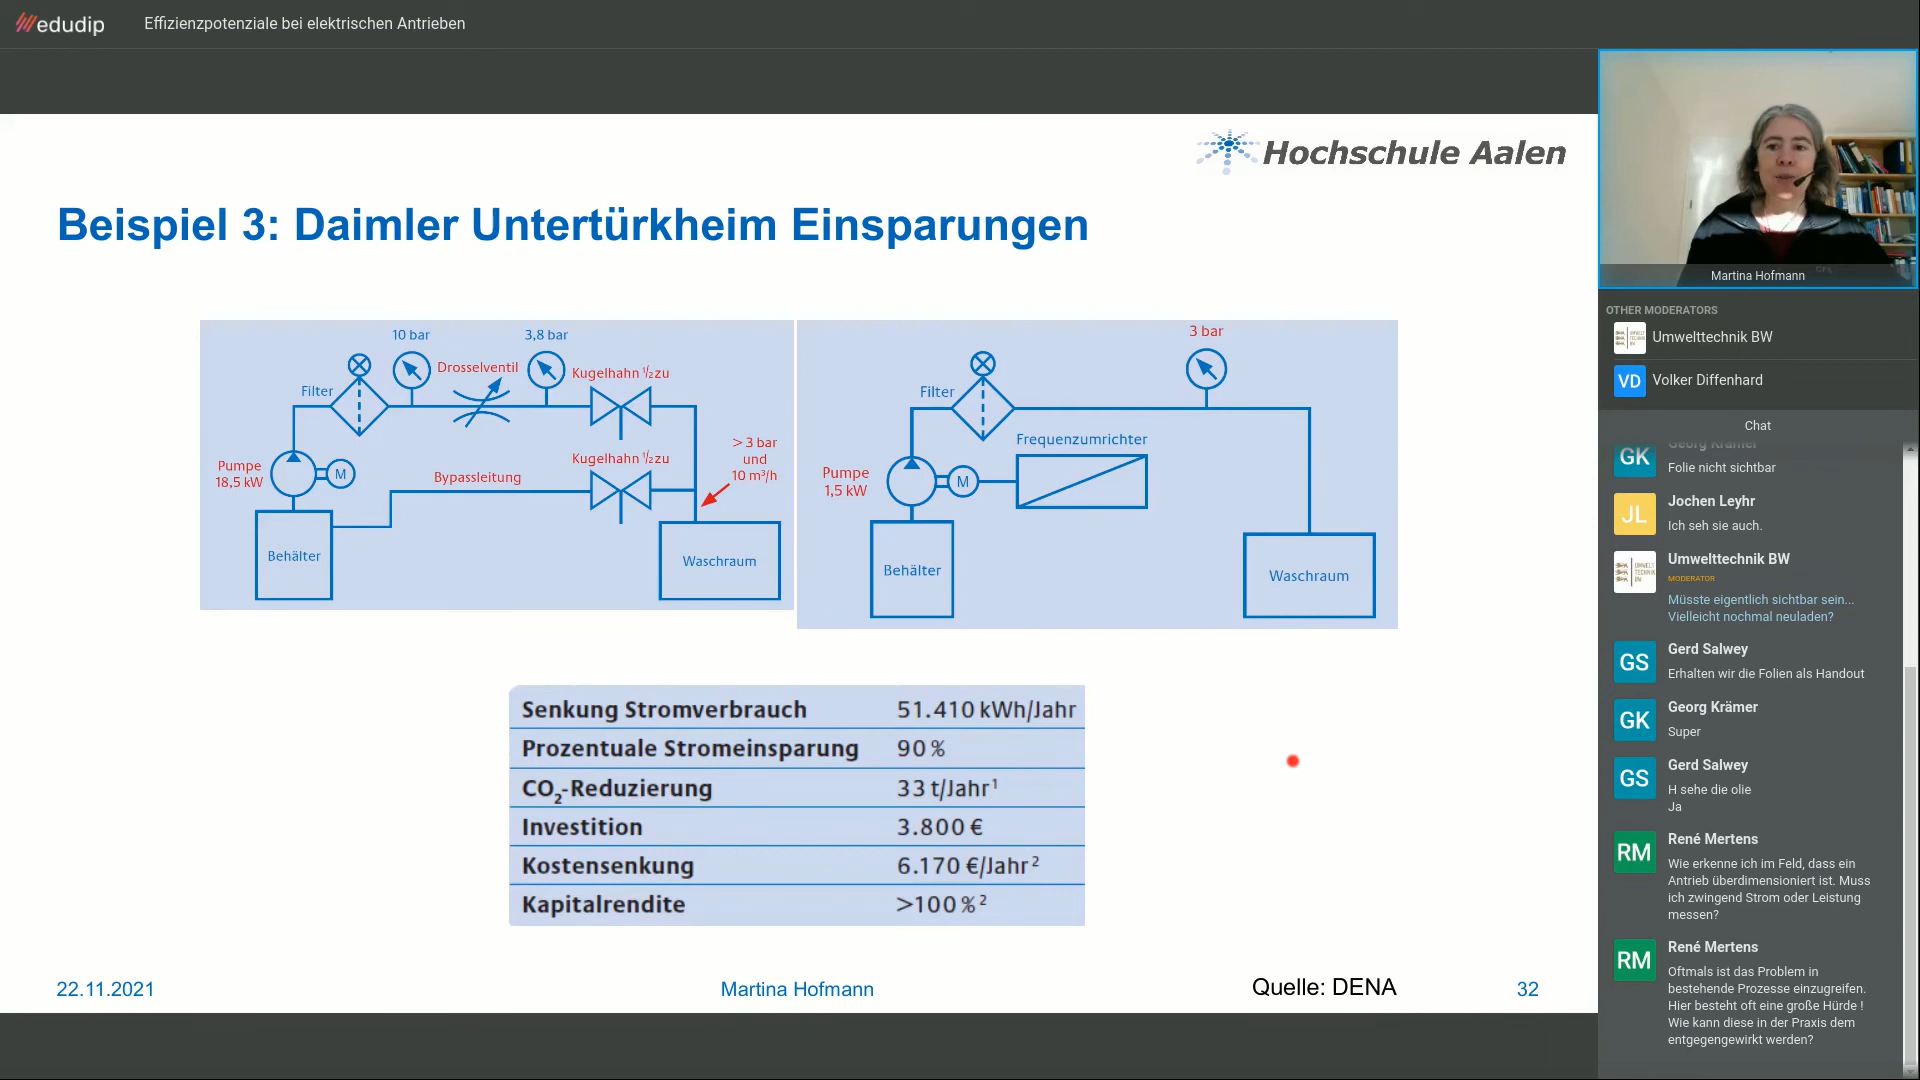 edudip
Effizienzpotenziale bei elektrischen Antrieben
Hochschule Aalen
Beispiel 3: Daimler Untertürkheim Einsparungen
10 bar
3,8 bar
Drosselventil
Kugelhahn ½zu
Filter
> 3 bar
und
10 m³/h
Kugelhahn ½zu
Pumpe
18,5 kW
M
Bypassleitung
Behälter
Waschraum
3 bar
Filter
Frequenzumrichter
Pumpe
1,5 kW
M
Behälter
Waschraum
Senkung Stromverbrauch 51.410 kWh/Jahr
Prozentuale Stromeinsparung 90 %
CO₂-Reduzierung 33 t/Jahr¹
Investition 3.800 €
Kostensenkung 6.170 €/Jahr²
Kapitalrendite >100 %²
22.11.2021
Martina Hofmann
Quelle: DENA
32
Martina Hofmann
OTHER MODERATORS
Umwelttechnik BW
VD
Volker Diffenhard
Chat
GK
Georg Krämer
Folie nicht sichtbar
JL
Jochen Leyhr
Ich seh sie auch.
Umwelttechnik BW
MODERATOR
Müsste eigentlich sichtbar sein...
Vielleicht nochmal neuladen?
GS
Gerd Salwey
Erhalten wir die Folien als Handout
GK
Georg Krämer
Super
GS
Gerd Salwey
H sehe die olie
Ja
RM
René Mertens
Wie erkenne ich im Feld, dass ein
Antrieb überdimensioniert ist. Muss
ich zwingend Strom oder Leistung
messen?
RM
René Mertens
Oftmals ist das Problem in
bestehende Prozesse einzugreifen.
Hier besteht oft eine große Hürde !
Wie kann diese in der Praxis dem
entgegengewirkt werden?